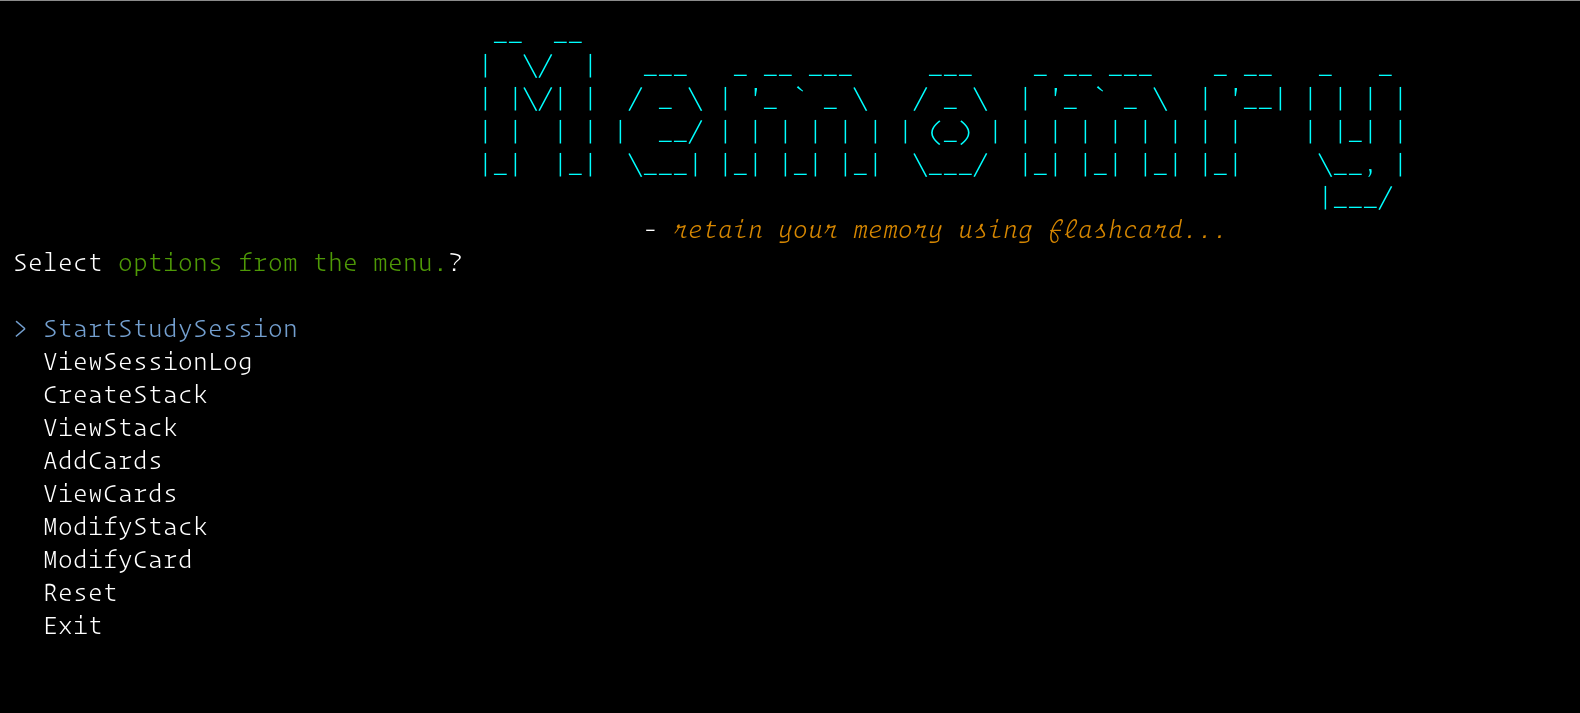 Memomry
- retain your memory using flashcard...
Select options from the menu.?
> StartStudySession
ViewSessionLog
CreateStack
ViewStack
AddCards
ViewCards
ModifyStack
ModifyCard
Reset
Exit